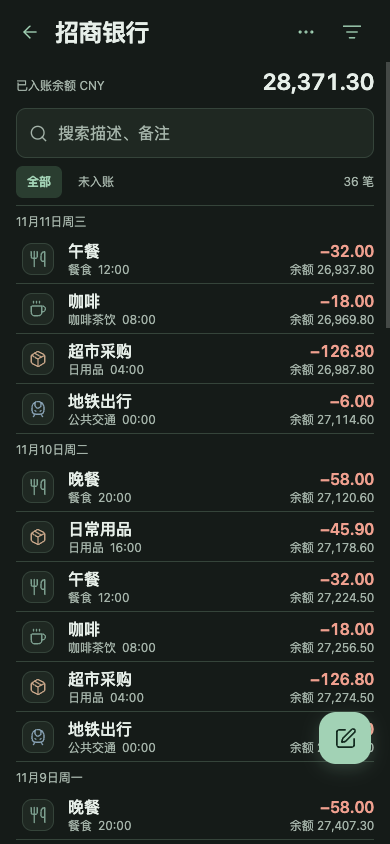 招商银行
已入账余额 CNY 28,371.30
搜索描述、备注
全部 未入账 36 笔
11月11日周三
午餐 −32.00
餐食 12:00 余额 26,937.80
咖啡 −18.00
咖啡茶饮 08:00 余额 26,969.80
超市采购 −126.80
日用品 04:00 余额 26,987.80
地铁出行 −6.00
公共交通 00:00 余额 27,114.60
11月10日周二
晚餐 −58.00
餐食 20:00 余额 27,120.60
日常用品 −45.90
日用品 16:00 余额 27,178.60
午餐 −32.00
餐食 12:00 余额 27,224.50
咖啡 −18.00
咖啡茶饮 08:00 余额 27,256.50
超市采购 −126.80
日用品 04:00 余额 27,274.50
地铁出行
公共交通 00:00 余额
11月9日周一
晚餐 −58.00
餐食 20:00 余额 27,407.30